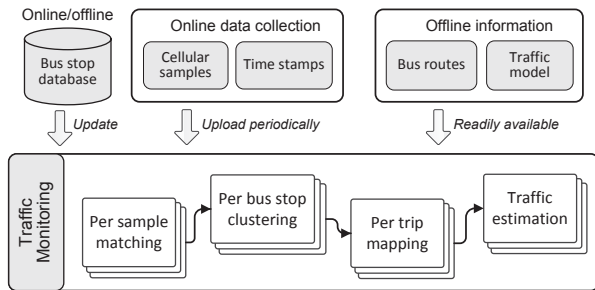 Online/offline
Bus stop
database
Online data collection
Cellular
samples
Time stamps
Offline information
Bus routes
Traffic
model
Update
Upload periodically
Readily available
Traffic
Monitoring
Per sample
matching
Per bus stop
clustering
Per trip
mapping
Traffic
estimation